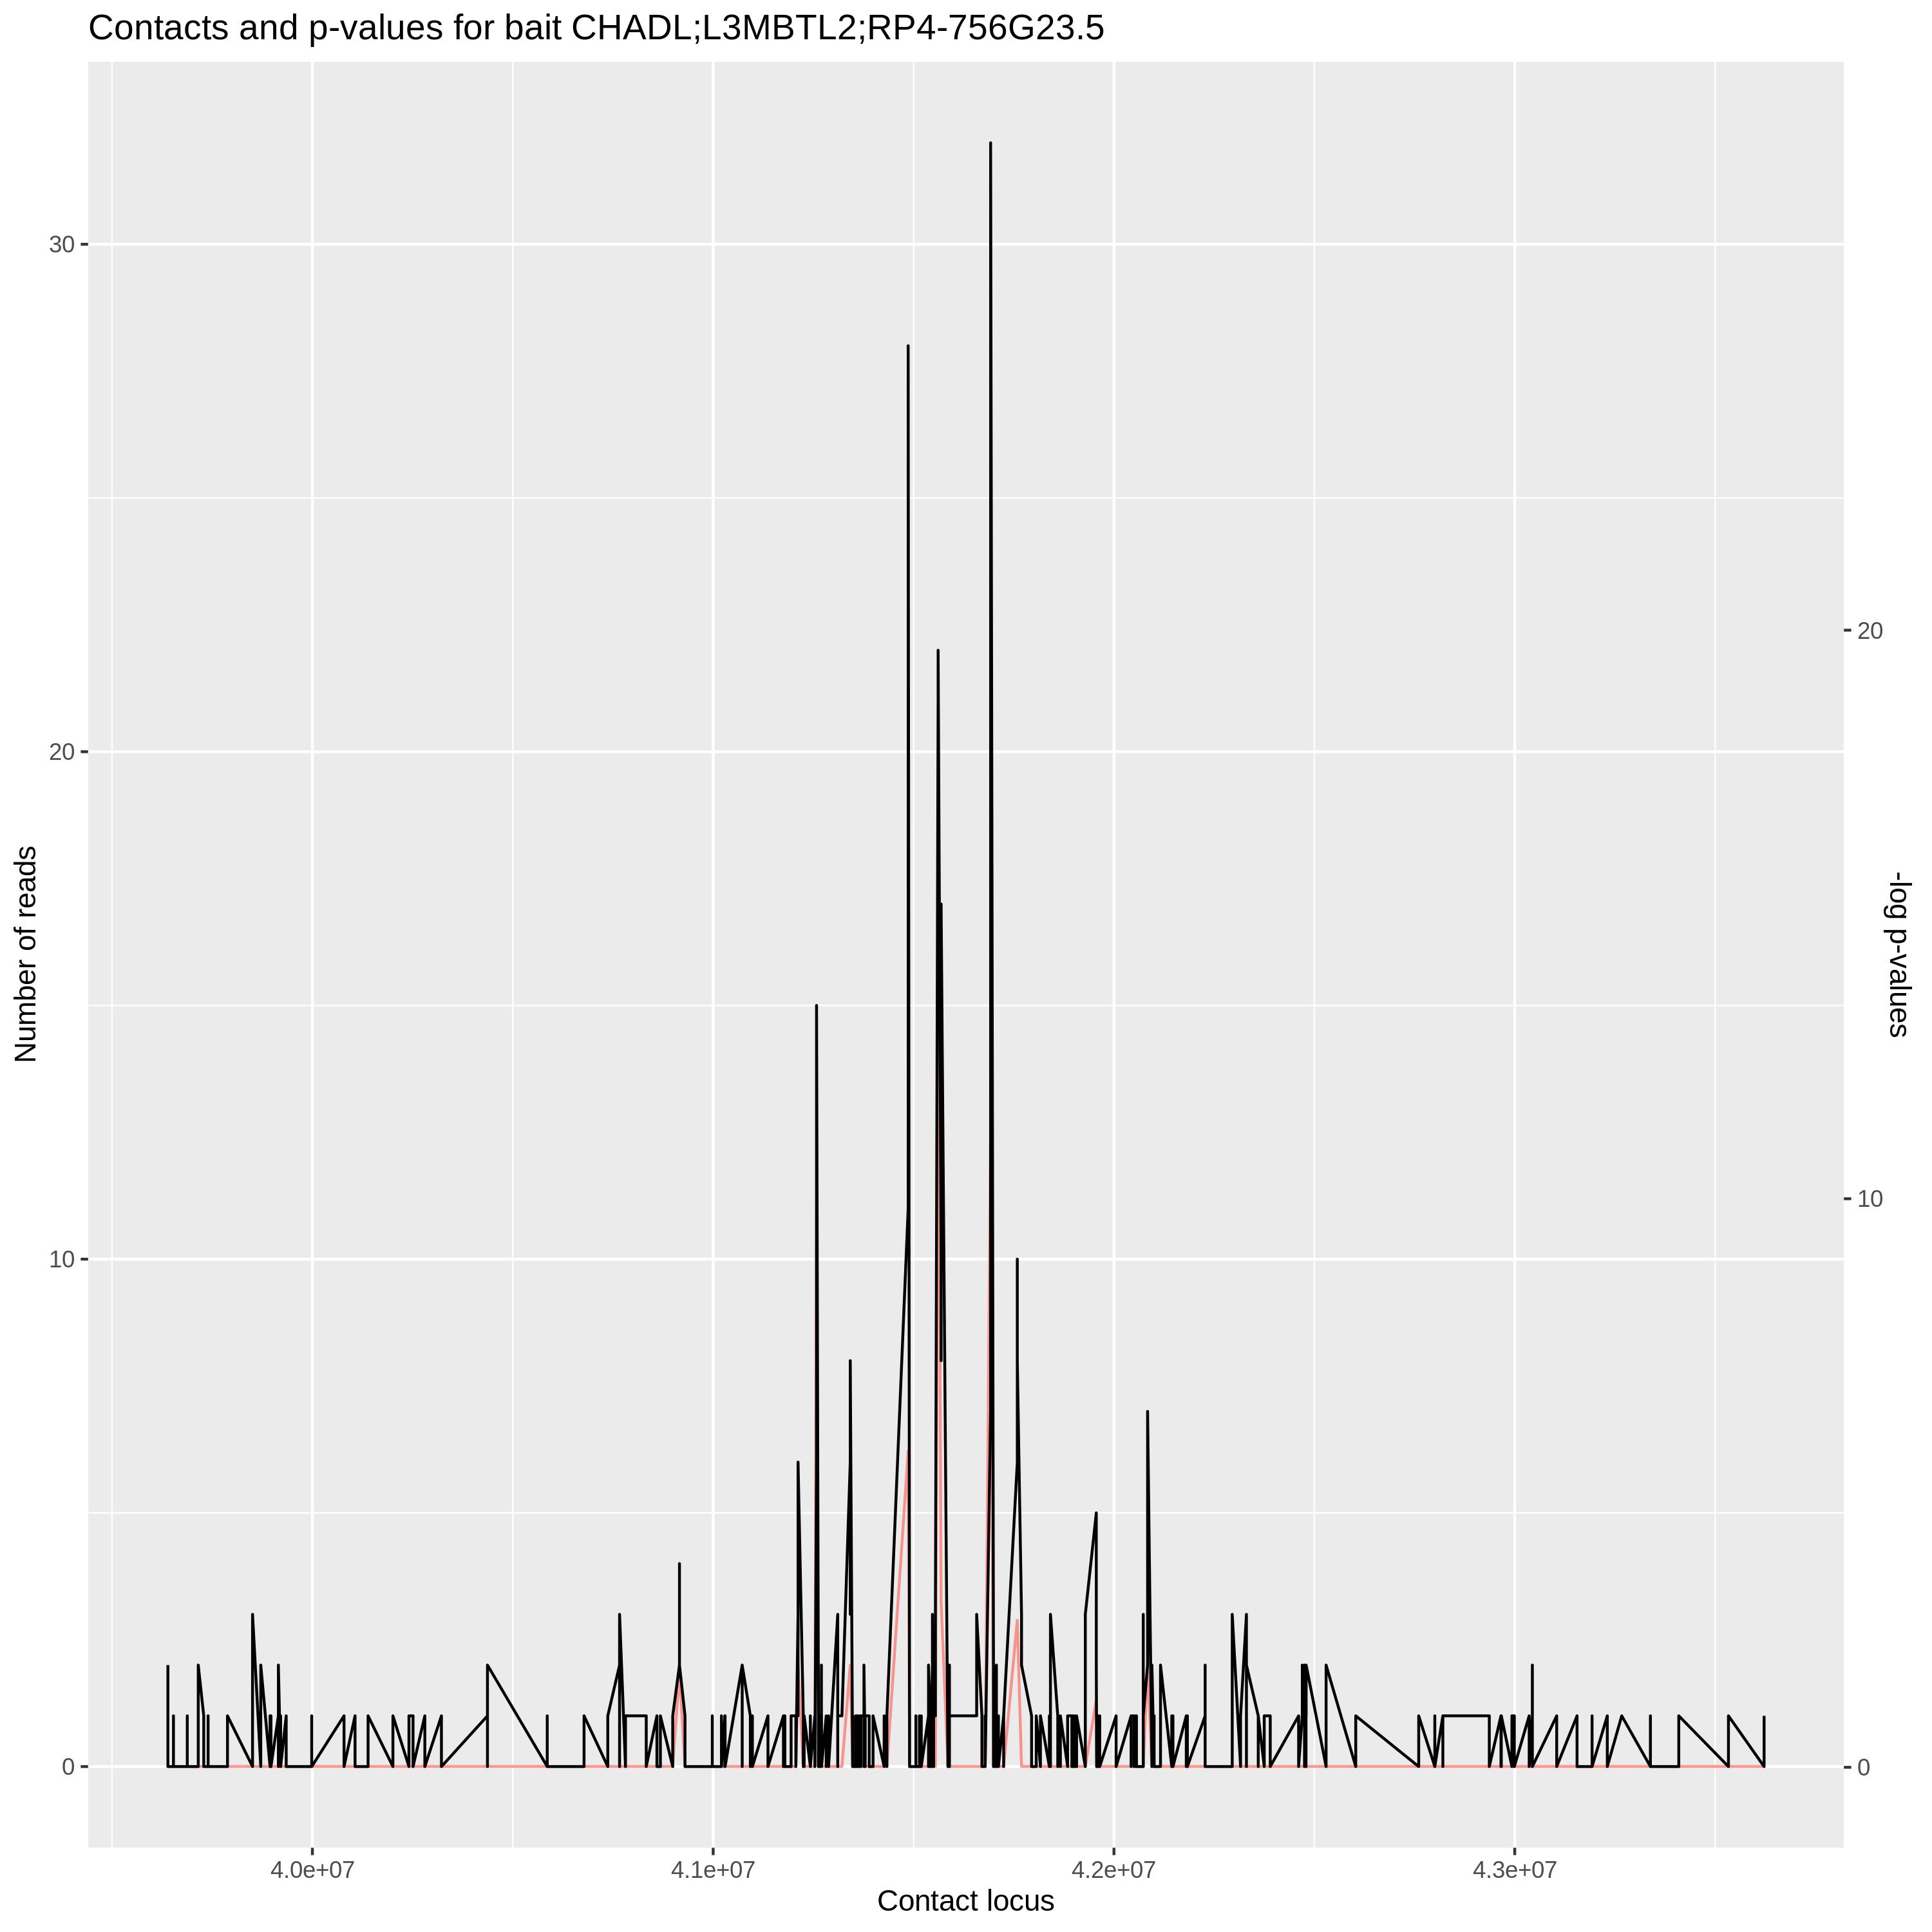 Contacts and p-values for bait CHADL;L3MBTL2;RP4-756G23.5
30
20
10
0
Number of reads
20
10
0
-log p-values
4.0e+07
4.1e+07
4.2e+07
4.3e+07
Contact locus